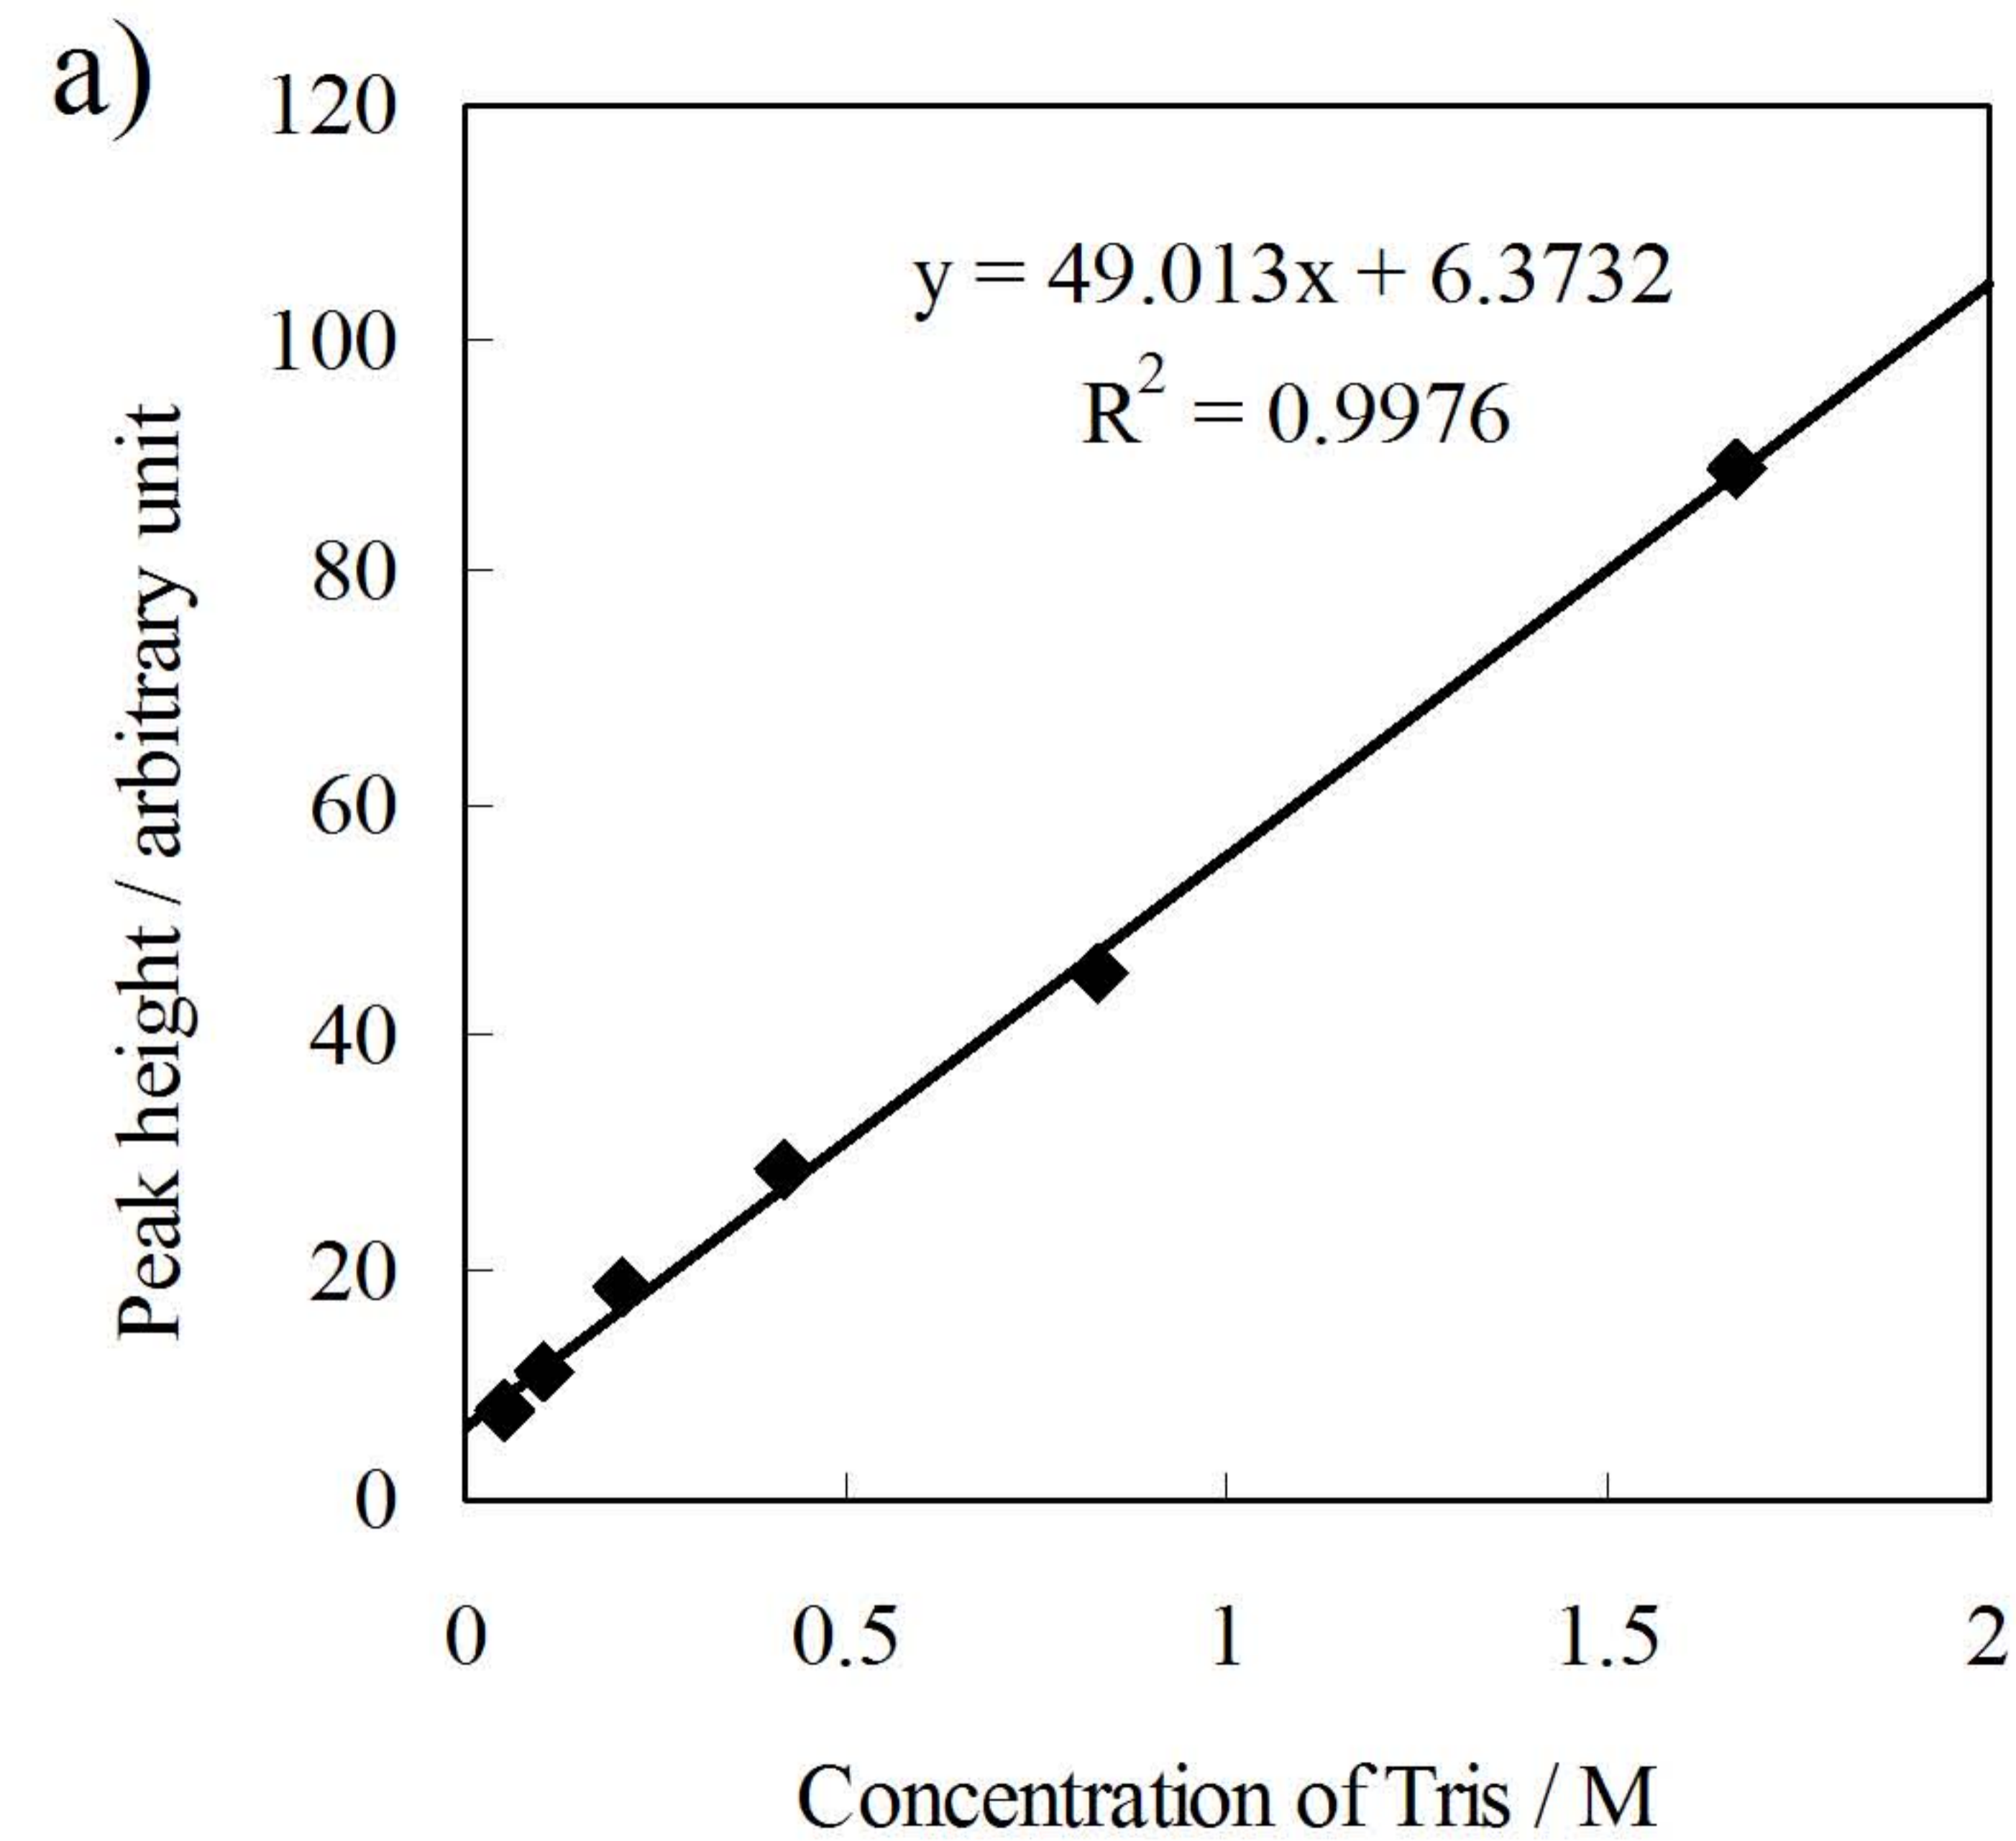 a)
120
100
80
60
40
20
0
Peak height / arbitrary unit
y = 49.013x + 6.3732
R² = 0.9976
0 0.5 1 1.5 2
Concentration of Tris / M